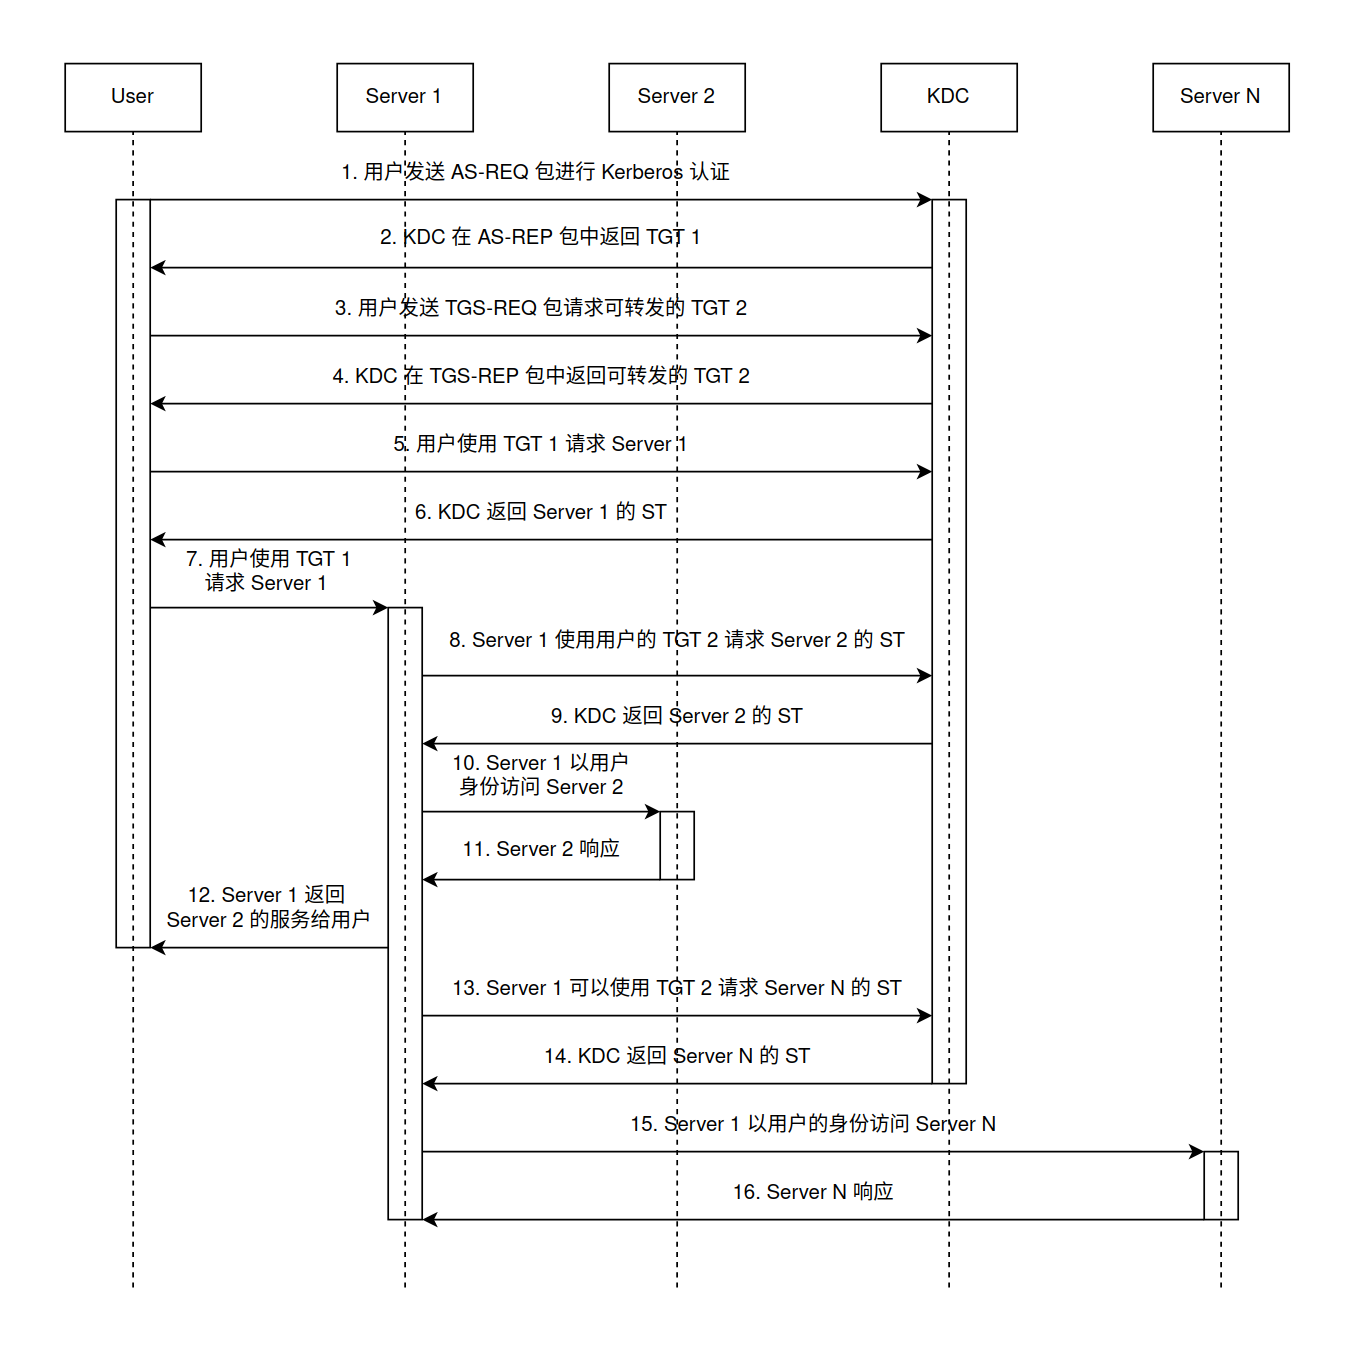 User
Server 1
Server 2
KDC
Server N
1. 用户发送 AS-REQ 包进行 Kerberos 认证
2. KDC 在 AS-REP 包中返回 TGT 1
3. 用户发送 TGS-REQ 包请求可转发的 TGT 2
4. KDC 在 TGS-REP 包中返回可转发的 TGT 2
5. 用户使用 TGT 1 请求 Server 1
6. KDC 返回 Server 1 的 ST
7. 用户使用 TGT 1
请求 Server 1
8. Server 1 使用用户的 TGT 2 请求 Server 2 的 ST
9. KDC 返回 Server 2 的 ST
10. Server 1 以用户
身份访问 Server 2
11. Server 2 响应
12. Server 1 返回
Server 2 的服务给用户
13. Server 1 可以使用 TGT 2 请求 Server N 的 ST
14. KDC 返回 Server N 的 ST
15. Server 1 以用户的身份访问 Server N
16. Server N 响应